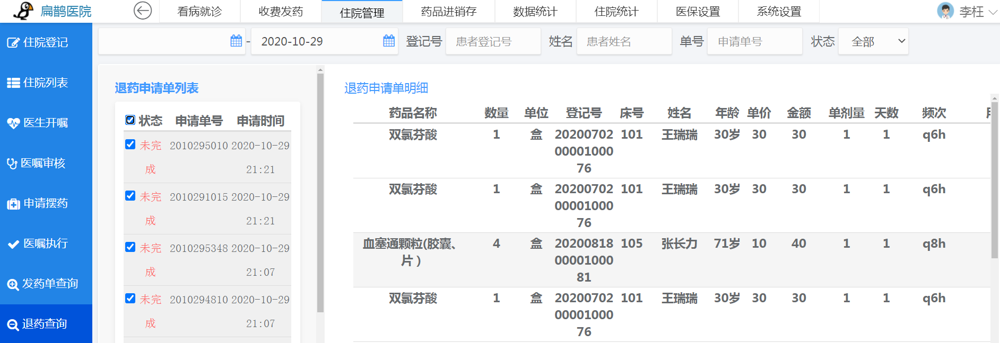 扁鹊医院
看病就诊 收费发药 住院管理 药品进销存 数据统计 住院统计 医保设置 系统设置
李枉
住院登记
住院列表
医生开嘱
医嘱审核
申请摆药
医嘱执行
发药单查询
退药查询
- 2020-10-29 登记号 患者登记号 姓名 患者姓名 单号 申请单号 状态 全部
退药申请单列表
状态 申请单号 申请时间
未完 2010295010 2020-10-29
成 21:21
未完 2010291015 2020-10-29
成 21:21
未完 2010295348 2020-10-29
成 21:07
未完 2010294810 2020-10-29
成 21:07
退药申请单明细
药品名称 数量 单位 登记号 床号 姓名 年龄 单价 金额 单剂量 天数 频次
双氯芬酸 1 盒 20200702 101 王瑞瑞 30岁 30 30 1 1 q6h
00001000
76
双氯芬酸 1 盒 20200702 101 王瑞瑞 30岁 30 30 1 1 q6h
00001000
76
血塞通颗粒(胶囊、 4 盒 20200818 105 张长力 71岁 10 40 1 1 q8h
片) 00001000
81
双氯芬酸 1 盒 20200702 101 王瑞瑞 30岁 30 30 1 1 q6h
00001000
76